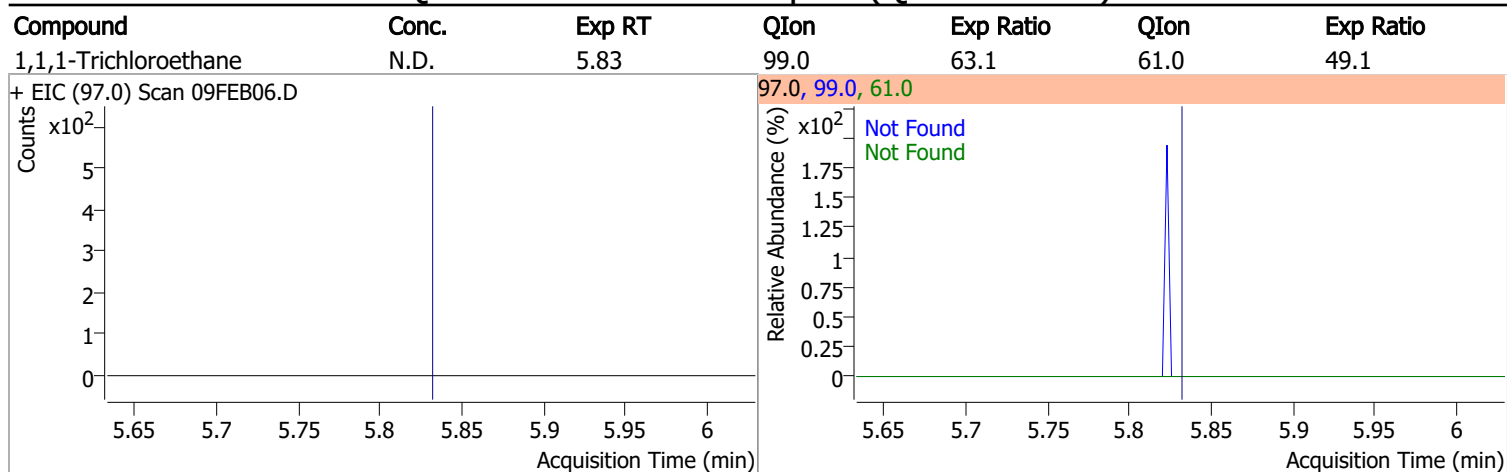 Compound Conc. Exp RT QIon Exp Ratio QIon Exp Ratio
1,1,1-Trichloroethane N.D. 5.83 99.0 63.1 61.0 49.1
+ EIC (97.0) Scan 09FEB06.D
Counts
x10²
5
4
3
2
1
0
5.65 5.7 5.75 5.8 5.85 5.9 5.95 6
Acquisition Time (min)
97.0, 99.0, 61.0
Relative Abundance (%)
x10²
Not Found
Not Found
1.75
1.5
1.25
1
0.75
0.5
0.25
0
5.65 5.7 5.75 5.8 5.85 5.9 5.95 6
Acquisition Time (min)